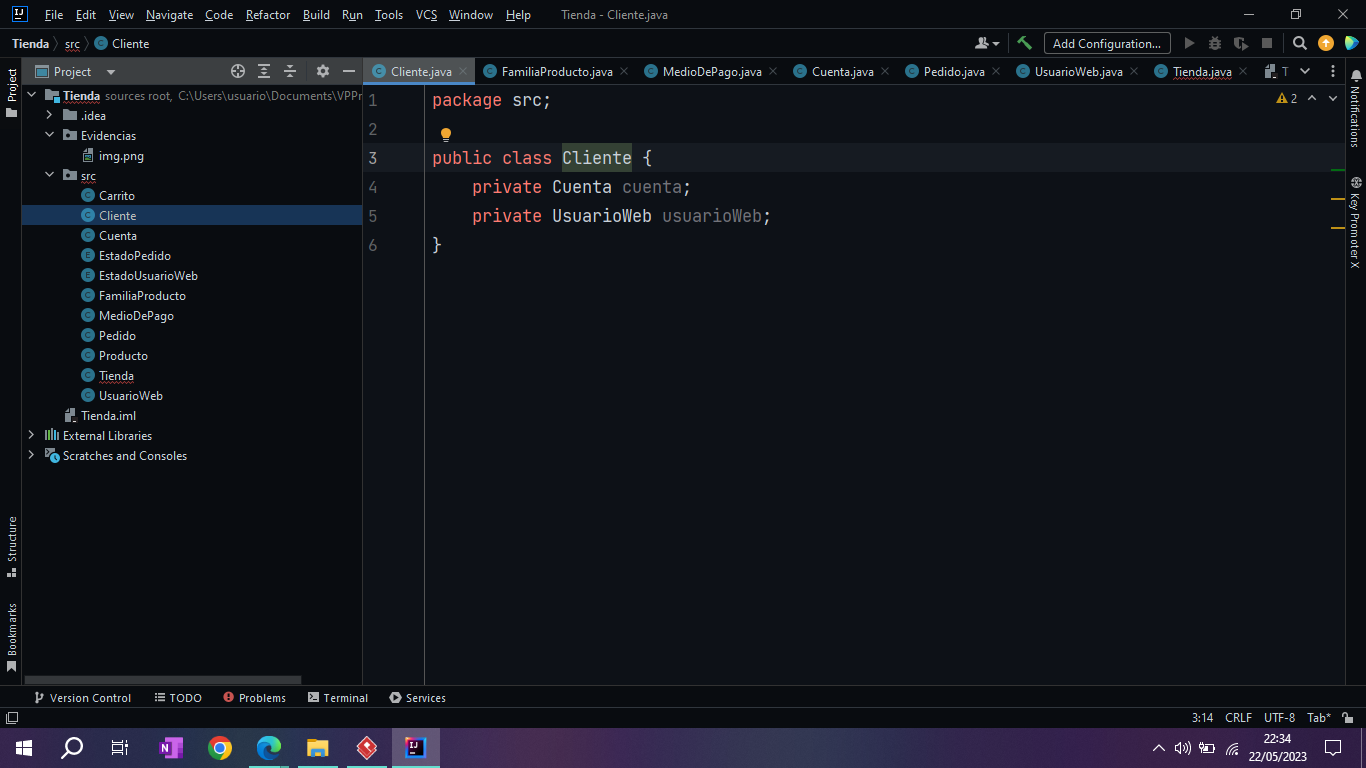 File Edit View Navigate Code Refactor Build Run Tools VCS Window Help Tienda - Cliente.java
Tienda src Cliente Add Configuration...
Project
Project
Cliente.java FamiliaProducto.java MedioDePago.java Cuenta.java Pedido.java UsuarioWeb.java Tienda.java T
Tienda sources root, C:\Users\usuario\Documents\VPPr
.idea
Evidencias
img.png
src
Carrito
Cliente
Cuenta
EstadoPedido
EstadoUsuarioWeb
FamiliaProducto
MedioDePago
Pedido
Producto
Tienda
UsuarioWeb
Tienda.iml
External Libraries
Scratches and Consoles
1 package src;
2
3 public class Cliente {
4 private Cuenta cuenta;
5 private UsuarioWeb usuarioWeb;
6 }
2
Notifications
Key Promoter X
Structure
Bookmarks
Version Control TODO Problems Terminal Services
3:14 CRLF UTF-8 Tab*
22:34
22/05/2023